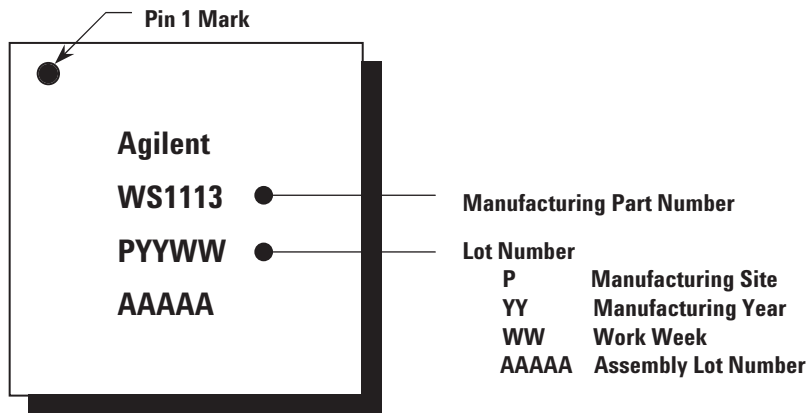 Pin 1 Mark
Agilent
WS1113
PYYWW
AAAAA
Manufacturing Part Number
Lot Number
P Manufacturing Site
YY Manufacturing Year
WW Work Week
AAAAA Assembly Lot Number